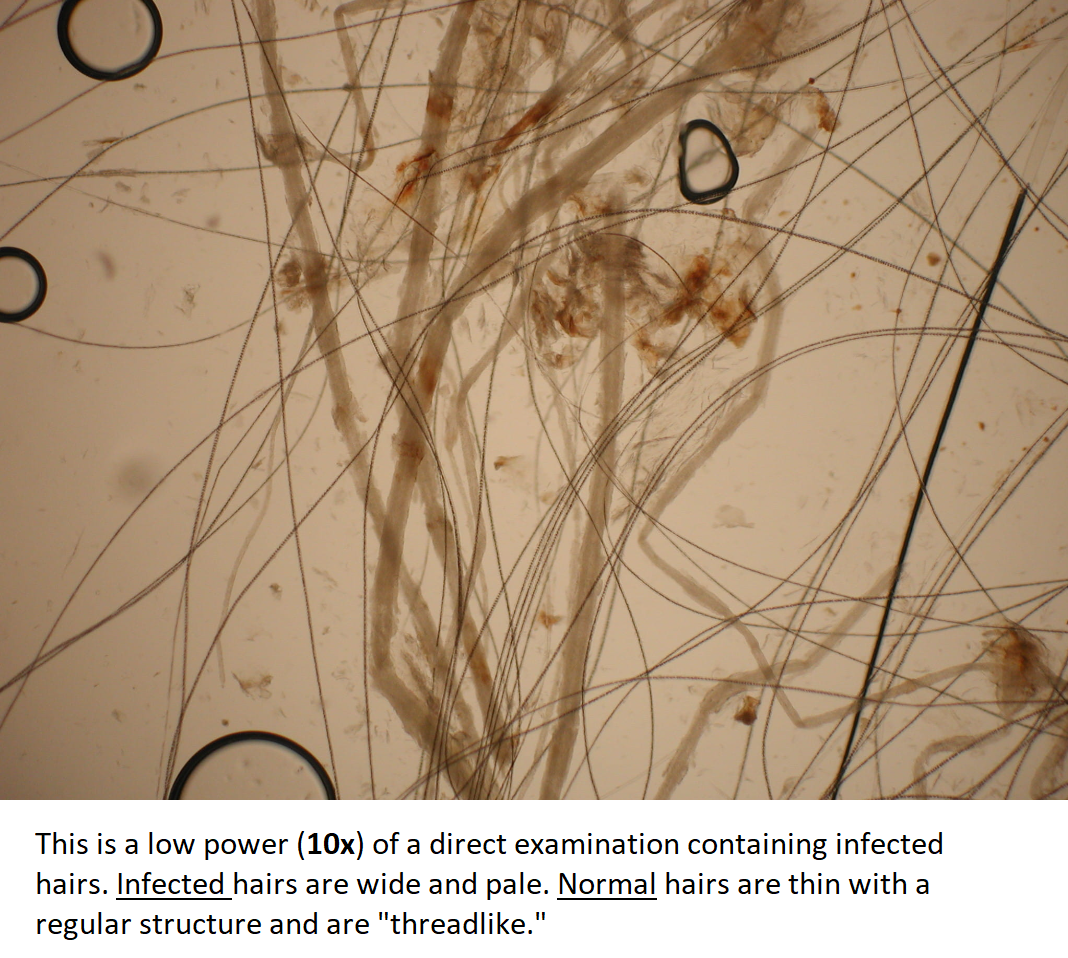 This is a low power (10x) of a direct examination containing infected
hairs. Infected hairs are wide and pale. Normal hairs are thin with a
regular structure and are "threadlike."